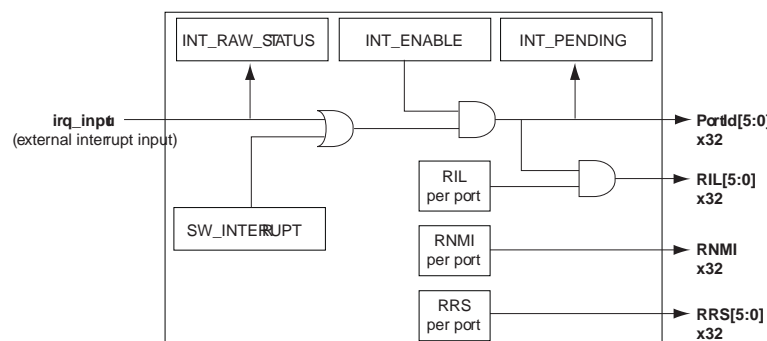 INT_RAW_STATUS
INT_ENABLE
INT_PENDING
irq_input
(external interrupt input)
PortId[5:0]
x32
RIL
per port
RIL[5:0]
x32
SW_INTERRUPT
RNMI
per port
RNMI
x32
RRS
per port
RRS[5:0]
x32